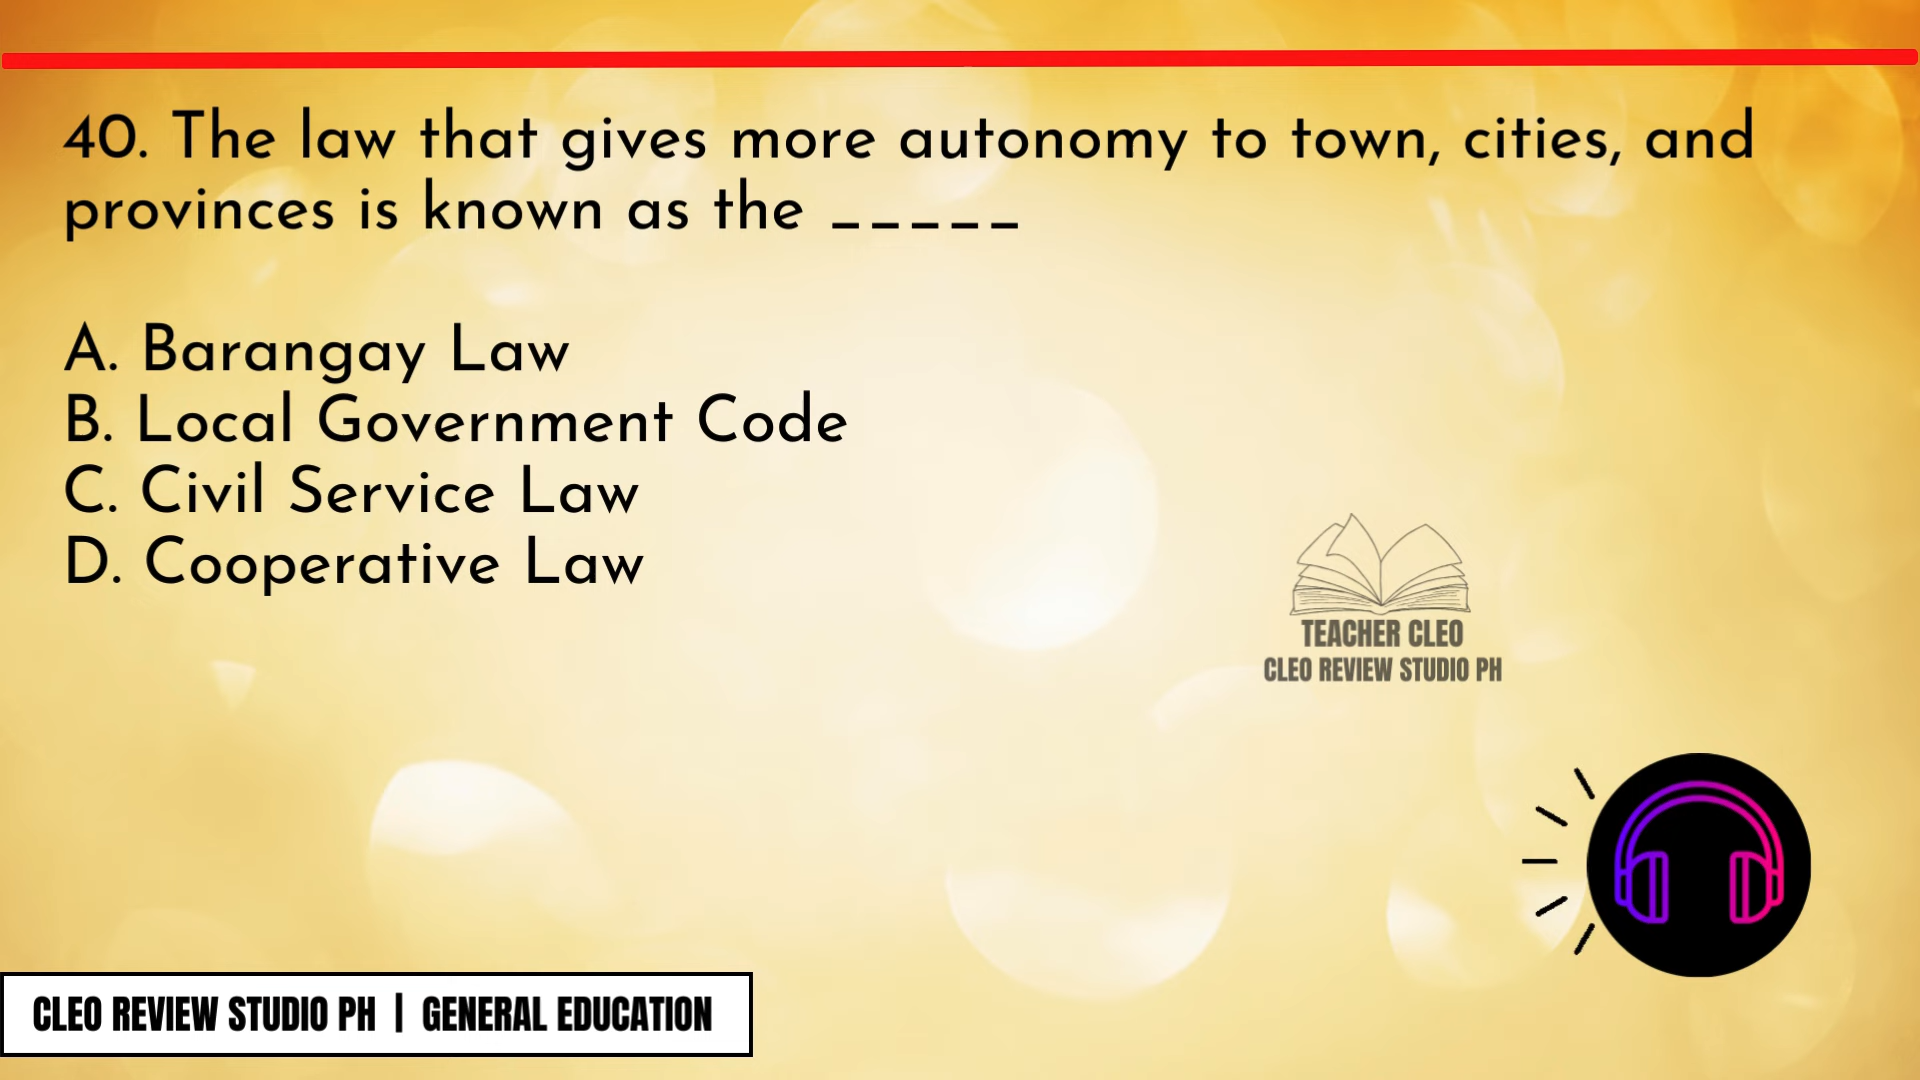 40. The law that gives more autonomy to town, cities, and
provinces is known as the _____
A. Barangay Law
B. Local Government Code
C. Civil Service Law
D. Cooperative Law
TEACHER CLEO
CLEO REVIEW STUDIO PH
CLEO REVIEW STUDIO PH | GENERAL EDUCATION